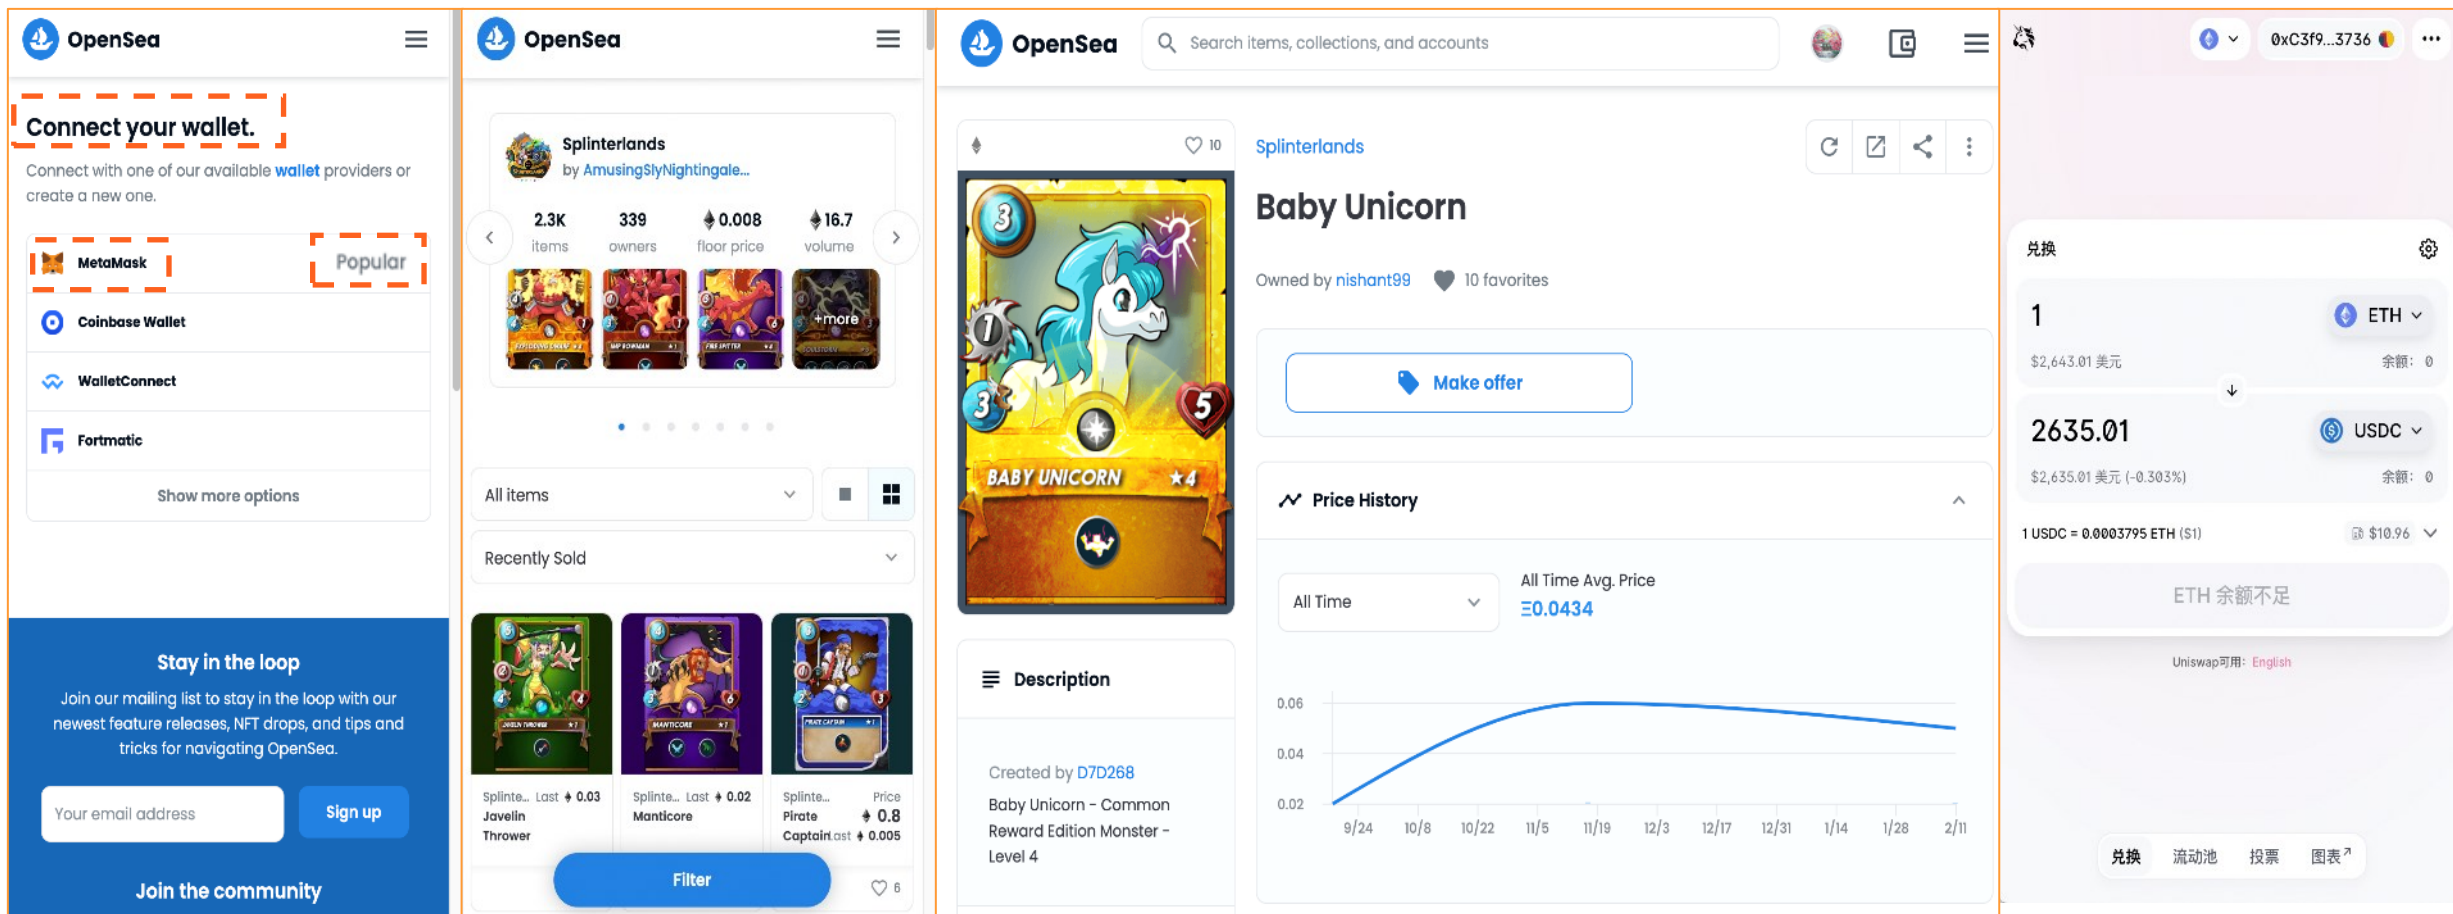 OpenSea
Connect your wallet.
Connect with one of our available wallet providers or
create a new one.
MetaMask
Popular
Coinbase Wallet
WalletConnect
Fortmatic
Show more options
Stay in the loop
Join our mailing list to stay in the loop with our
newest feature releases, NFT drops, and tips and
tricks for navigating OpenSea.
Your email address
Sign up
Join the community
OpenSea
Splinterlands
by AmusingSlyNightingale...
2.3K
339
0.008
16.7
items
owners
floor price
volume
+more
All items
Recently Sold
Splinte... Last 0.03
Javelin
Thrower
Splinte... Last 0.02
Manticore
Splinte... Price
Pirate 0.8
Captain Last 0.005
Filter
6
OpenSea
Search items, collections, and accounts
10
3
1
3
5
BABY UNICORN ★4
Splinterlands
Baby Unicorn
Owned by nishant99
10 favorites
Make offer
Price History
All Time
All Time Avg. Price
Ξ0.0434
0.06
0.04
0.02
9/24 10/8 10/22 11/5 11/19 12/3 12/17 12/31 1/14 1/28 2/11
Description
Created by D7D268
Baby Unicorn - Common
Reward Edition Monster -
Level 4
0xC3f9...3736
兑换
1
ETH
$2,643.01 美元
余额： 0
2635.01
USDC
$2,635.01 美元 (-0.303%)
余额： 0
1 USDC = 0.0003795 ETH ($1)
$10.96
ETH 余额不足
Uniswap可用： English
兑换 流动池 投票 图表↗